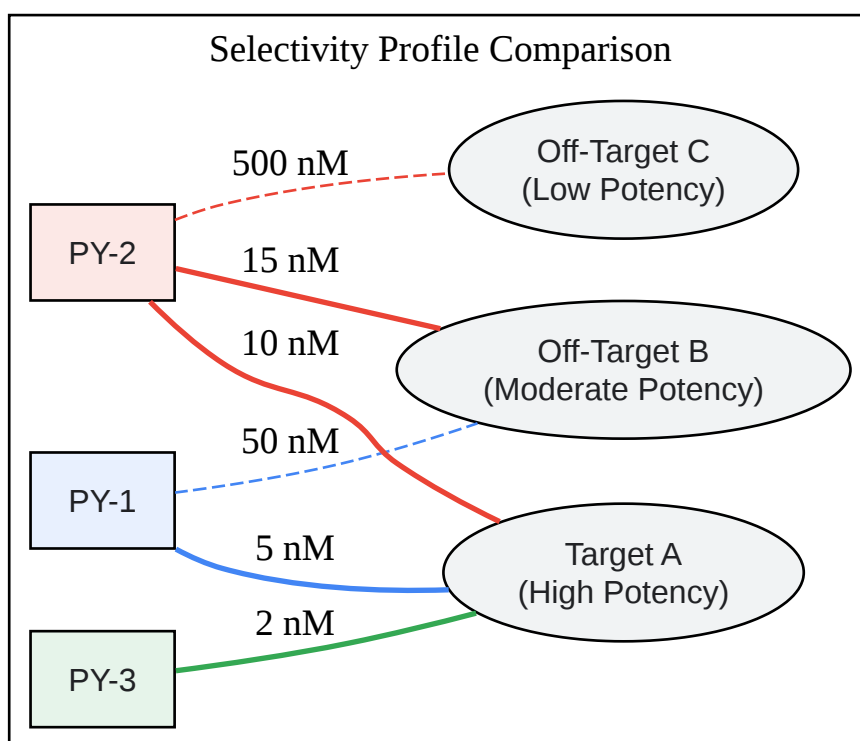 Selectivity Profile Comparison
500 nM
Off-Target C
(Low Potency)
PY-2
15 nM
10 nM
Off-Target B
(Moderate Potency)
50 nM
PY-1
5 nM
Target A
(High Potency)
2 nM
PY-3